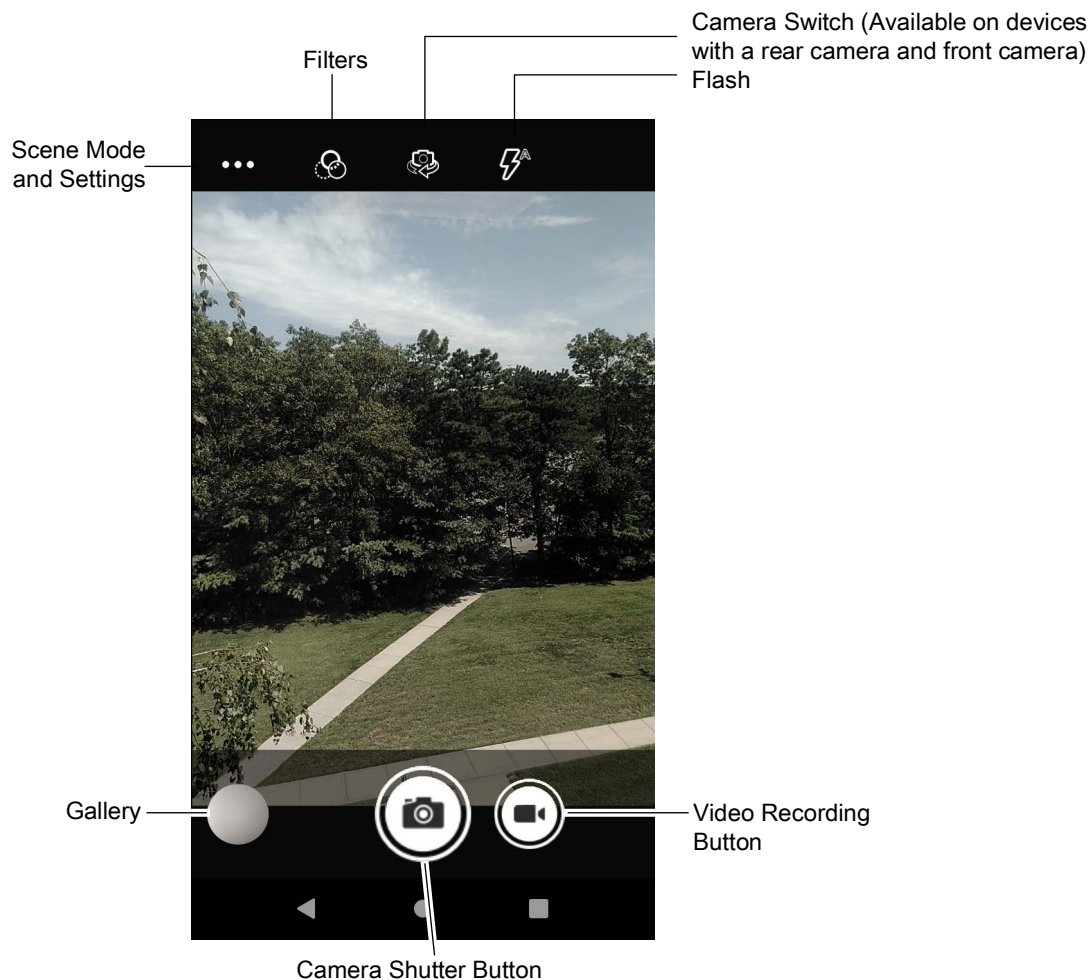 Camera Switch (Available on devices
with a rear camera and front camera)
Filters
Flash
Scene Mode
and Settings
A
Gallery
Video Recording
Button
Camera Shutter Button